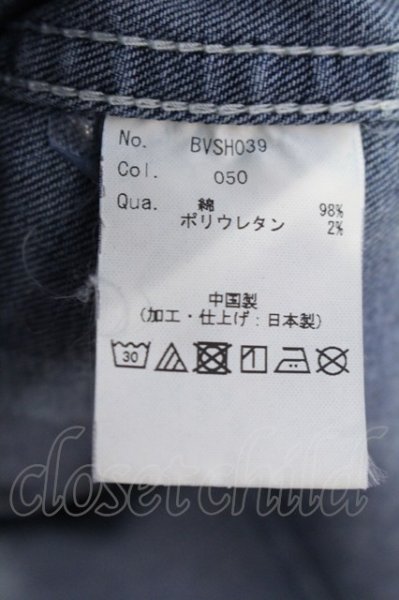 No. BVSH039
Col. 050
Qua. 綿 98%
ポリウレタン 2%
中国製
(加工・仕上げ:日本製)
30
closet child